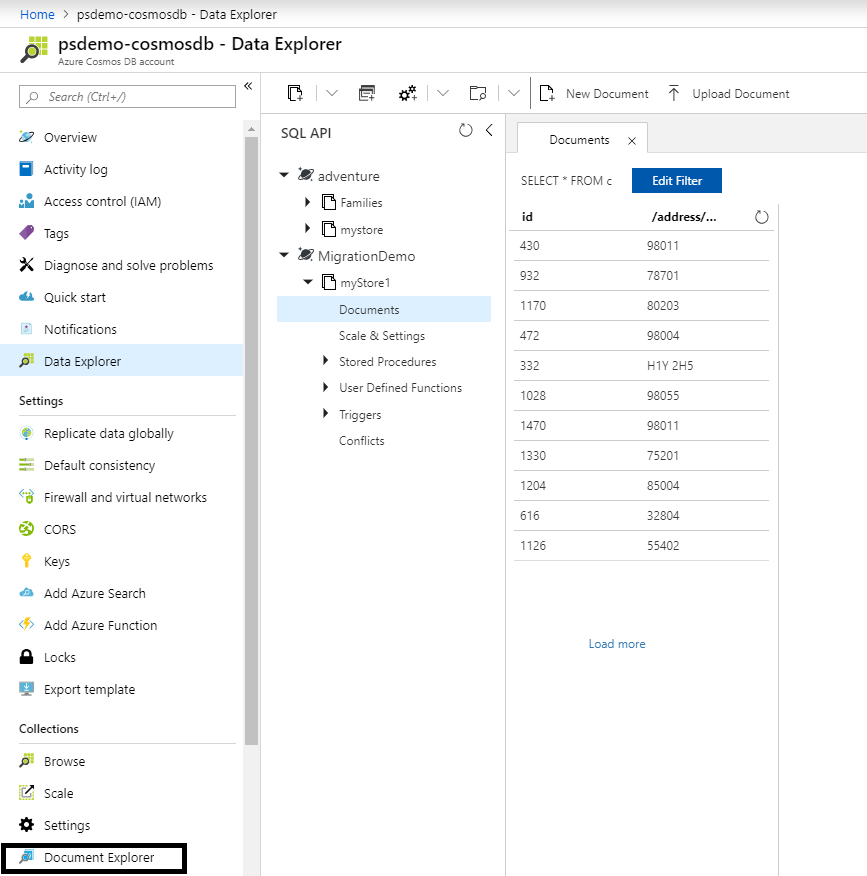 Home > psdemo-cosmosdb - Data Explorer
psdemo-cosmosdb - Data Explorer
Azure Cosmos DB account
Search (Ctrl+/)
«
Overview
Activity log
Access control (IAM)
Tags
Diagnose and solve problems
Quick start
Notifications
Data Explorer
Settings
Replicate data globally
Default consistency
Firewall and virtual networks
CORS
Keys
Add Azure Search
Add Azure Function
Locks
Export template
Collections
Browse
Scale
Settings
Document Explorer
New Document
Upload Document
SQL API
adventure
Families
mystore
MigrationDemo
myStore1
Documents
Scale & Settings
Stored Procedures
User Defined Functions
Triggers
Conflicts
Documents
SELECT * FROM c Edit Filter
id /address/...
430 98011
932 78701
1170 80203
472 98004
332 H1Y 2H5
1028 98055
1470 98011
1330 75201
1204 85004
616 32804
1126 55402
Load more